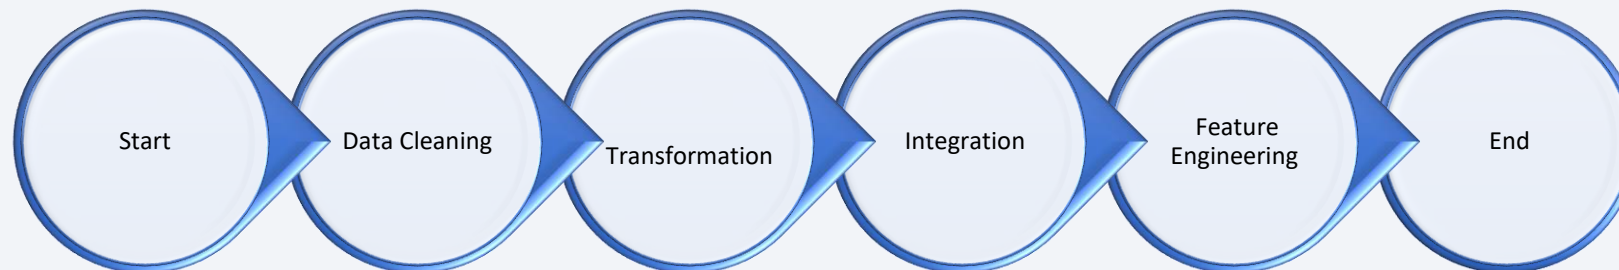 Start
Data Cleaning
Transformation
Integration
Feature
Engineering
End